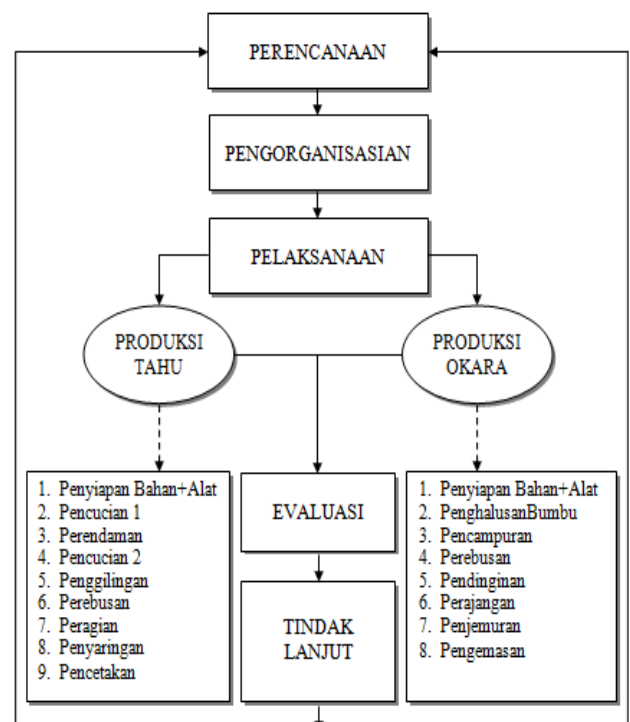 PERENCANAAN
PENGORGANISASIAN
PELAKSANAAN
PRODUKSI
TAHU
PRODUKSI
OKARA
1. Penyiapan Bahan+Alat
2. Pencucian 1
3. Perendaman
4. Pencucian 2
5. Penggilingan
6. Perebusan
7. Peragian
8. Penyaringan
9. Pencetakan
EVALUASI
TINDAK
LANJUT
1. Penyiapan Bahan+Alat
2. PenghalusanBumbu
3. Pencampuran
4. Perebusan
5. Pendinginan
6. Perajangan
7. Penjemuran
8. Pengemasan